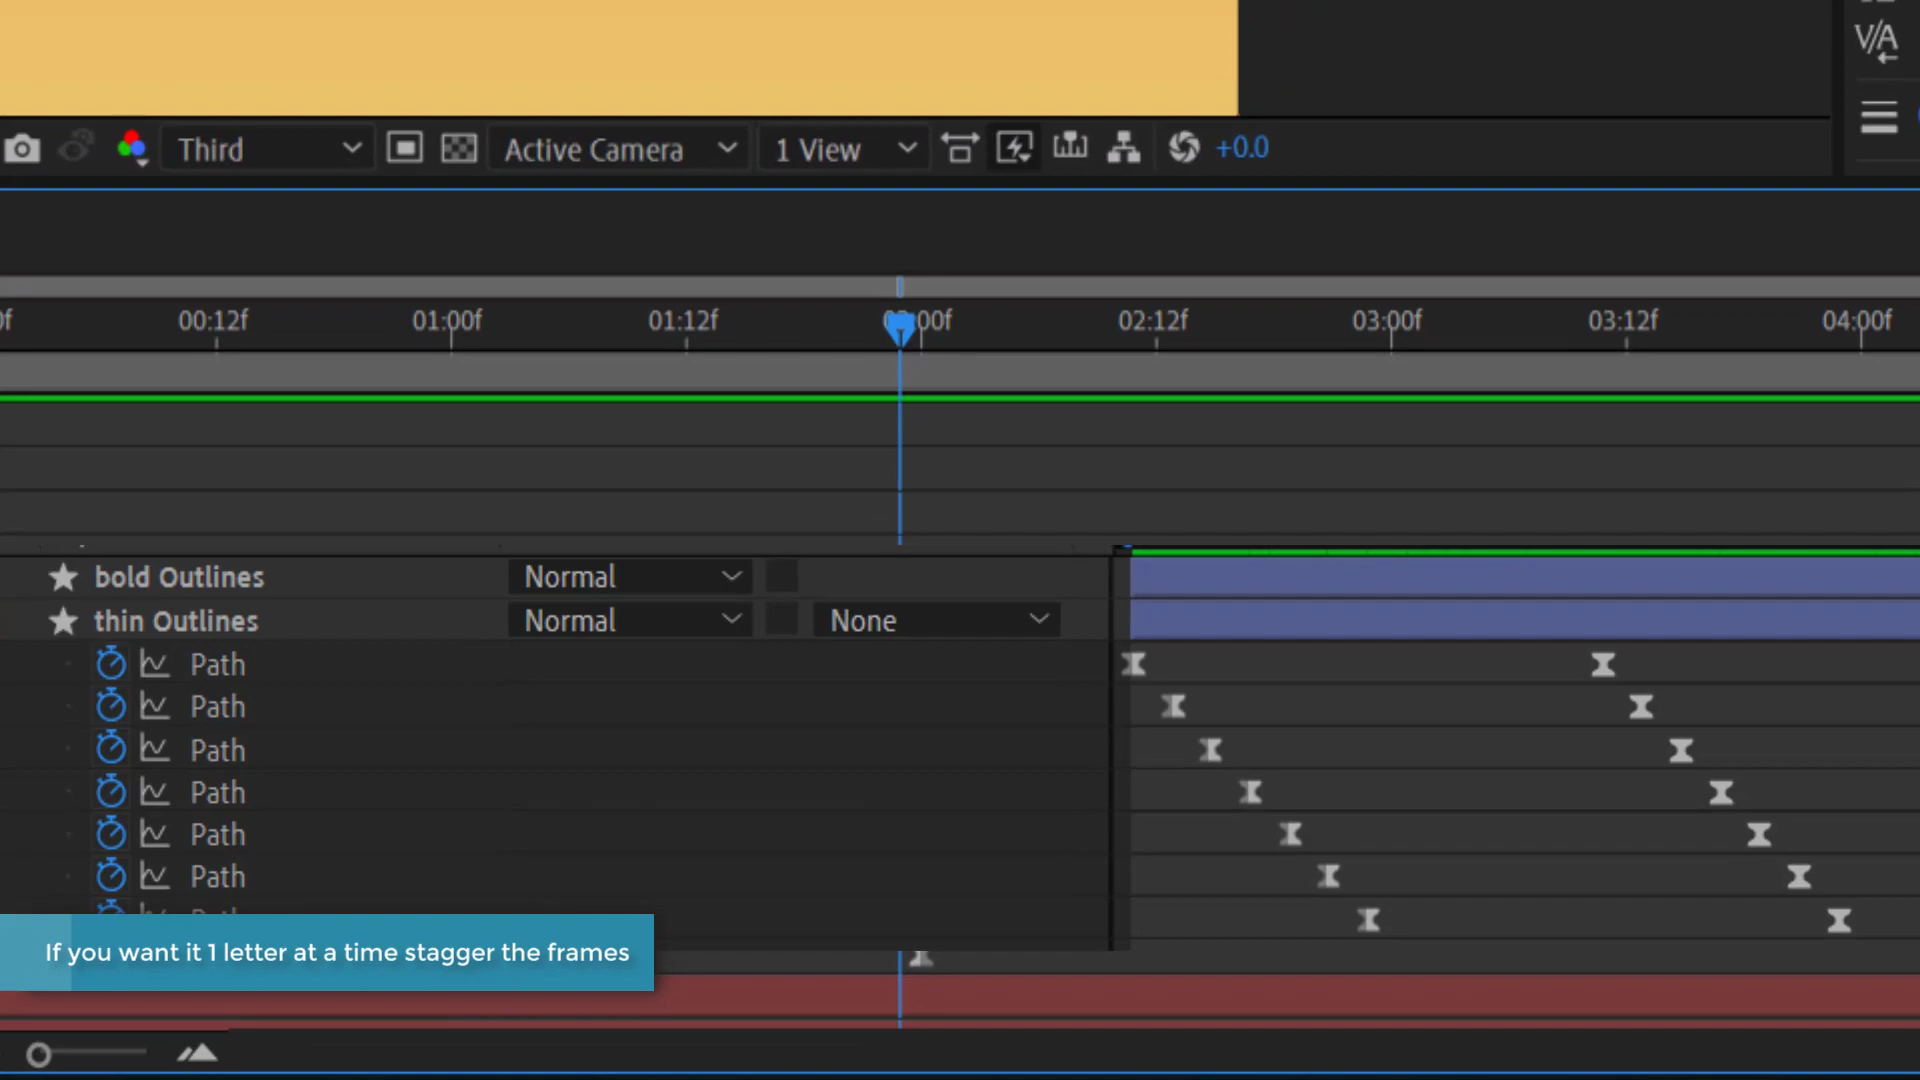 V/A
Third Active Camera 1 View +0.0
00:12f 01:00f 01:12f 02:12f 03:00f 03:12f 04:00f
bold Outlines Normal
thin Outlines Normal None
Path
Path
Path
Path
Path
Path
If you want it 1 letter at a time stagger the frames